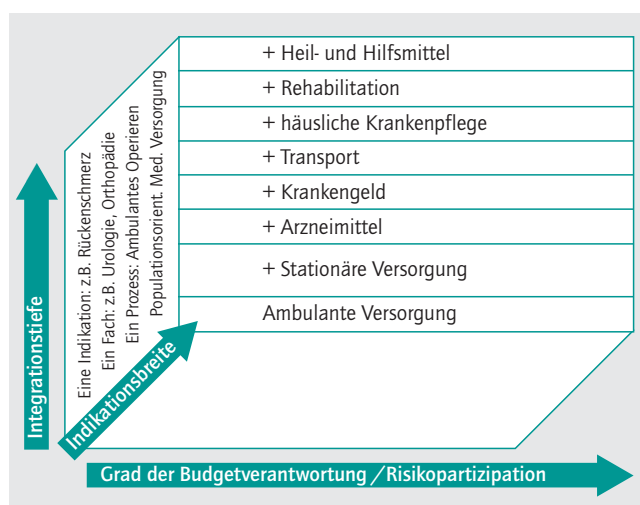 + Heil- und Hilfsmittel
+ Rehabilitation
+ häusliche Krankenpflege
+ Transport
+ Krankengeld
+ Arzneimittel
+ Stationäre Versorgung
Ambulante Versorgung
Eine Indikation: z.B. Rückenschmerz
Ein Fach: z.B. Urologie, Orthopädie
Ein Prozess: Ambulantes Operieren
Populationsorient. Med. Versorgung
Integrationstiefe
Indikationsbreite
Grad der Budgetverantwortung / Risikopartizipation